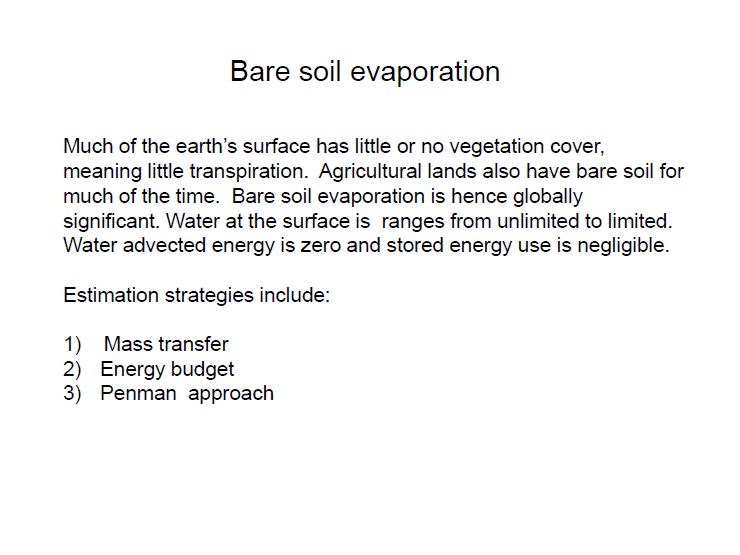 Bare soil evaporation
Much of the earth’s surface has little or no vegetation cover,
meaning little transpiration.  Agricultural lands also have bare soil for
much of the time.  Bare soil evaporation is hence globally
significant. Water at the surface is  ranges from unlimited to limited.
Water advected energy is zero and stored energy use is negligible.
Estimation strategies include:
1)   Mass transfer
2)   Energy budget
3)   Penman  approach